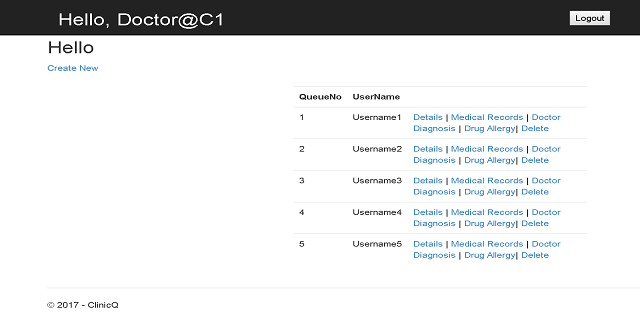 Hello, Doctor@C1
Logout
Hello
Create New
QueueNo UserName
1 Username1 Details | Medical Records | Doctor
Diagnosis | Drug Allergy| Delete
2 Username2 Details | Medical Records | Doctor
Diagnosis | Drug Allergy| Delete
3 Username3 Details | Medical Records | Doctor
Diagnosis | Drug Allergy| Delete
4 Username4 Details | Medical Records | Doctor
Diagnosis | Drug Allergy| Delete
5 Username5 Details | Medical Records | Doctor
Diagnosis | Drug Allergy| Delete
© 2017 - ClinicQ